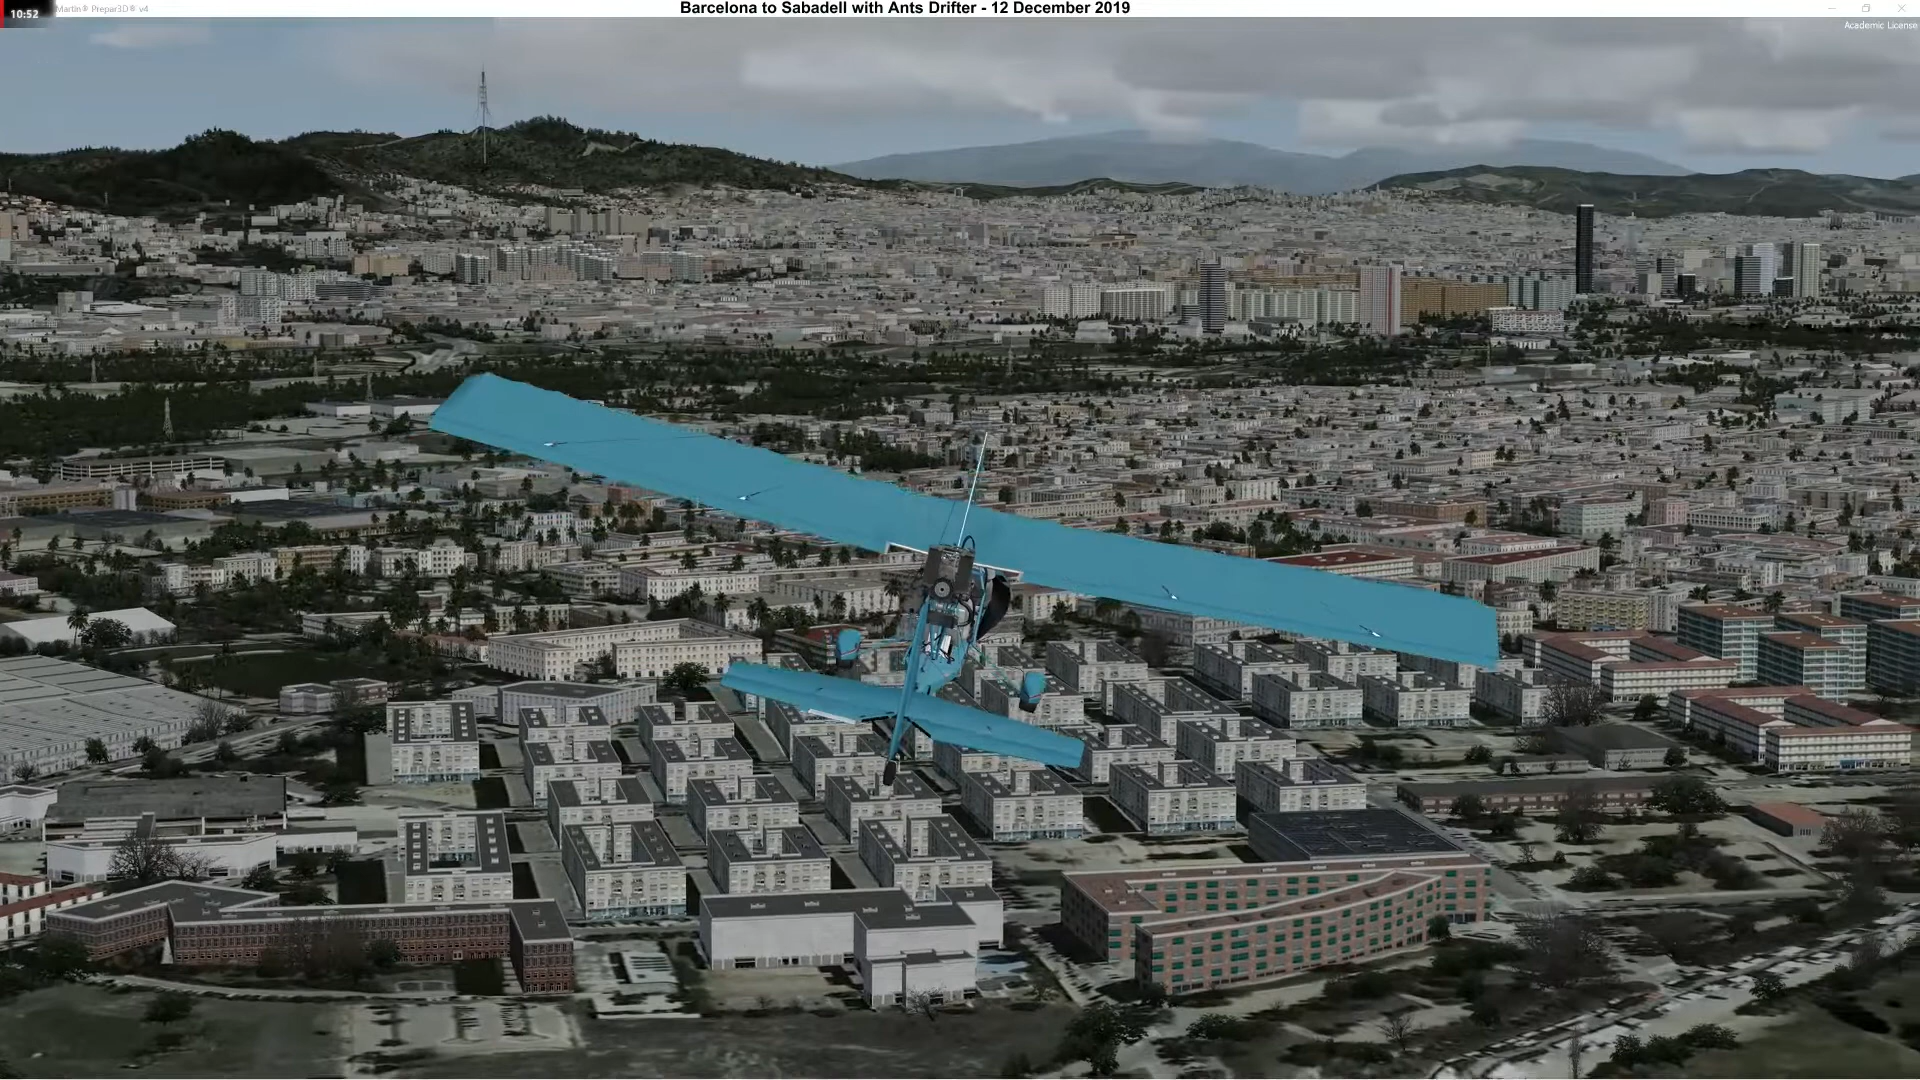 10:52
Martin® Prepar3D® v4
Barcelona to Sabadell with Ants Drifter - 12 December 2019
Academic License